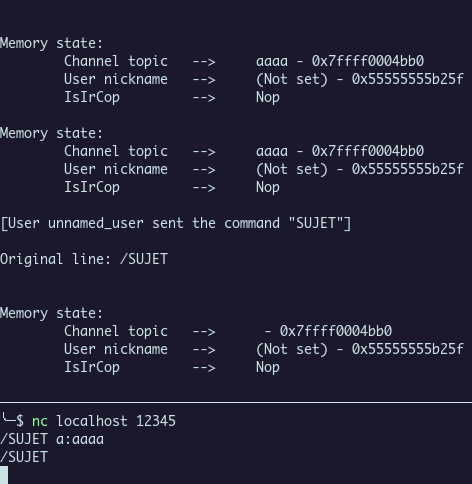 Memory state:
Channel topic --> aaaa - 0x7ffff0004bb0
User nickname --> (Not set) - 0x55555555b25f
IsIrCop --> Nop
Memory state:
Channel topic --> aaaa - 0x7ffff0004bb0
User nickname --> (Not set) - 0x55555555b25f
IsIrCop --> Nop
[User unnamed_user sent the command "SUJET"]
Original line: /SUJET
Memory state:
Channel topic --> - 0x7ffff0004bb0
User nickname --> (Not set) - 0x55555555b25f
IsIrCop --> Nop
╰─$ nc localhost 12345
/SUJET a:aaaa
/SUJET